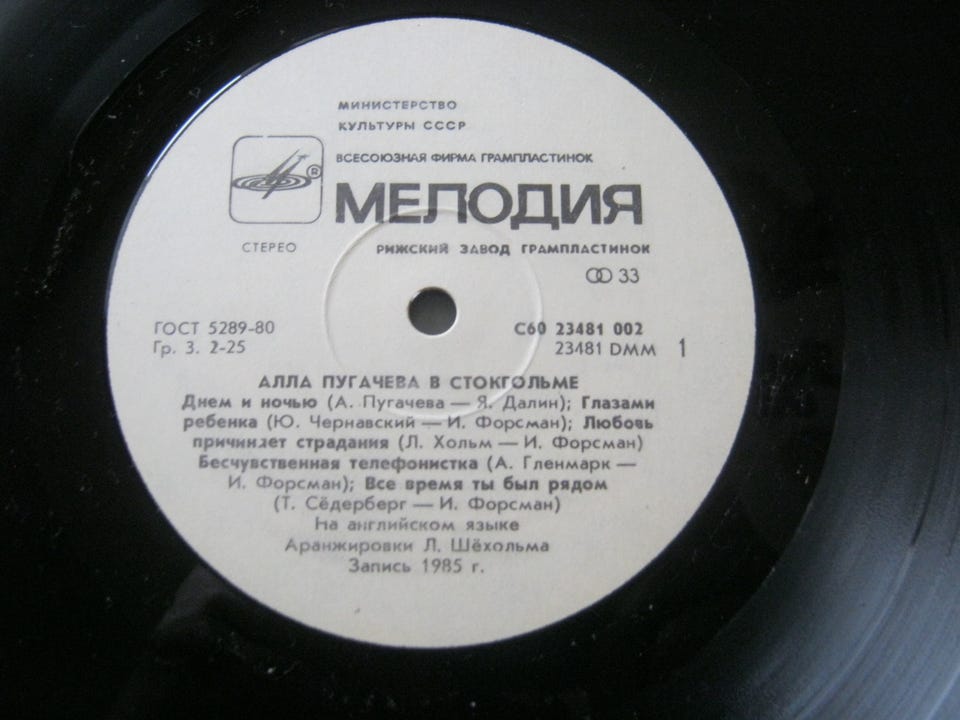 МИНИСТЕРСТВО
КУЛЬТУРЫ СССР
ВСЕСОЮЗНАЯ ФИРМА ГРАМПЛАСТИНОК
® МЕЛОДИЯ
СТЕРЕО РИЖСКИЙ ЗАВОД ГРАМПЛАСТИНОК
33
ГОСТ 5289-80 С60 23481 002
Гр. 3. 2-25 23481 DMM 1
АЛЛА ПУГАЧЕВА В СТОКГОЛЬМЕ
Днем и ночью (А. Пугачева — Я. Далин); Глазами
ребенка (Ю. Чернавский — И. Форсман); Любовь
причиняет страдания (Л. Хольм — И. Форсман)
Бесчувственная телефонистка (А. Гленмарк —
И. Форсман); Все время ты был рядом
(Т. Сёдерберг — И. Форсман)
На английском языке
Аранжировки Л. Шёхольма
Запись 1985 г.